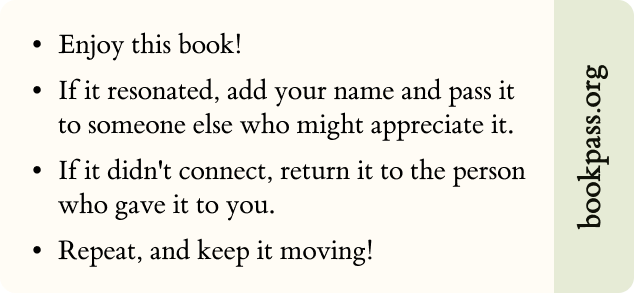 • Enjoy this book!
• If it resonated, add your name and pass it
to someone else who might appreciate it.
• If it didn't connect, return it to the person
who gave it to you.
• Repeat, and keep it moving!
bookpass.org